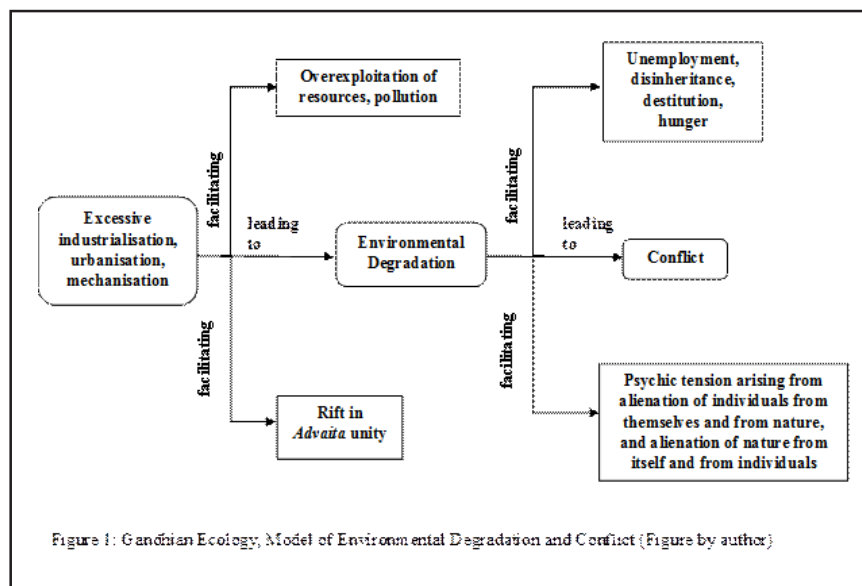 Overexploitation of
resources, pollution
Unemployment,
disinheritance,
destitution,
hunger
facilitating
facilitating
Excessive
industrialisation,
urbanisation,
mechanisation
leading
to
Environmental
Degradation
leading
to
Conflict
facilitating
facilitating
Rift in
Advaita unity
Psychic tension arising from
alienation of individuals from
themselves and from nature,
and alienation of nature from
itself and from individuals
Figure 1: Gandhian Ecology, Model of Environmental Degradation and Conflict (Figure by author)